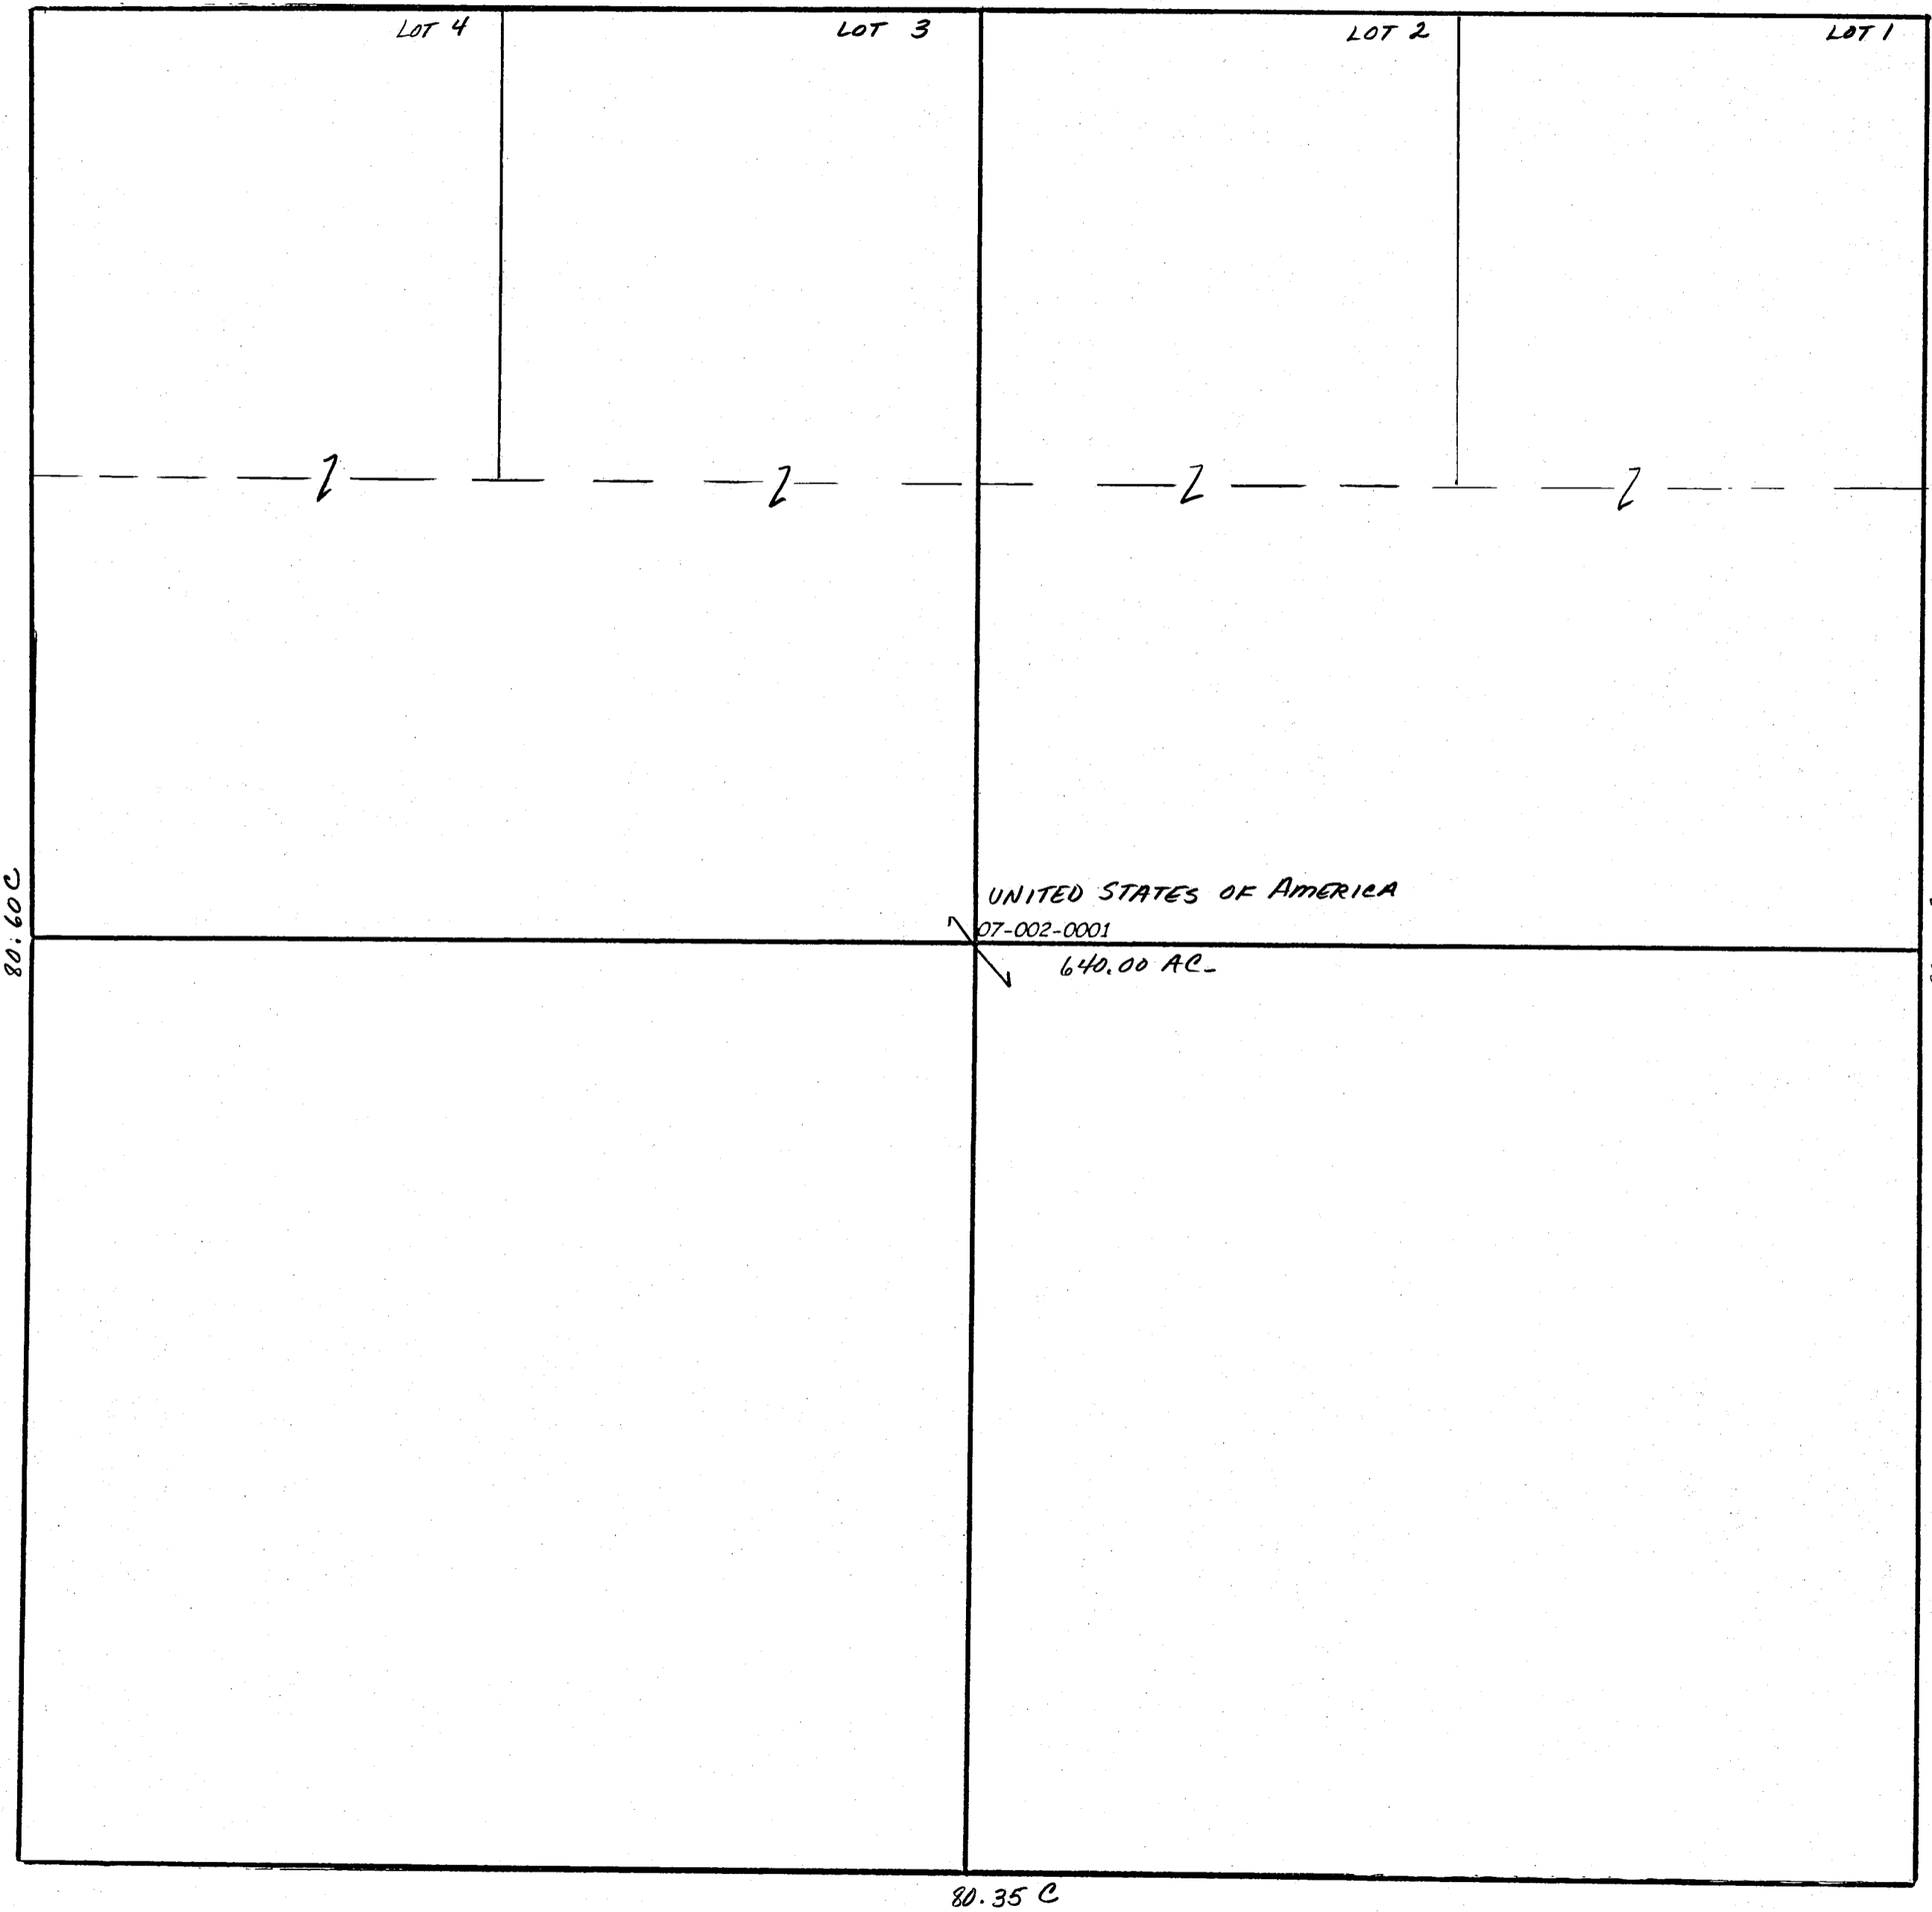 LOT 4 LOT 3 LOT 2 LOT 1
80.60 C
UNITED STATES OF AMERICA
07-002-0001
640.00 AC-
80.35 C